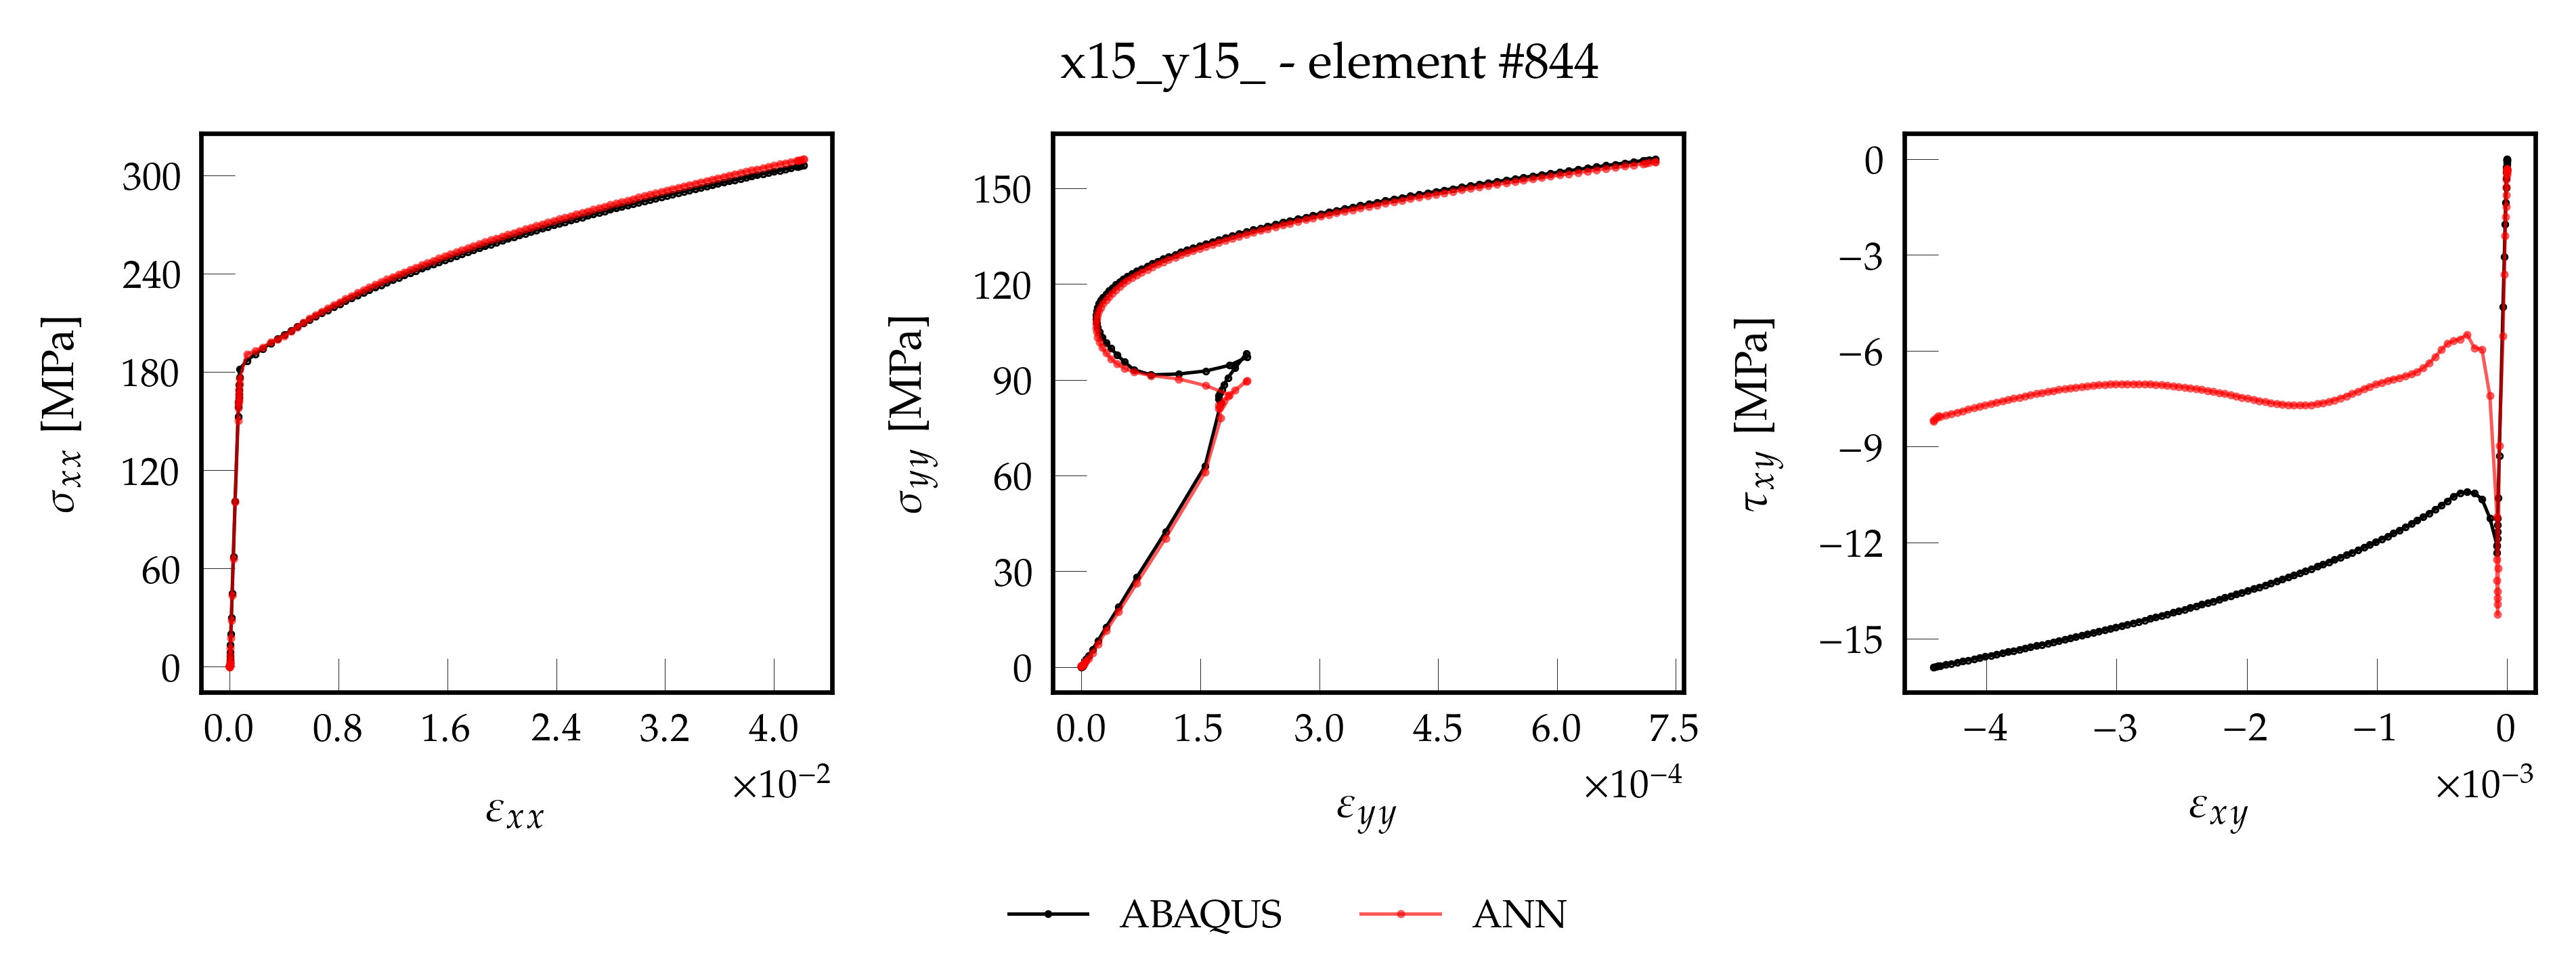 x15_y15_ - element #844
σxx [MPa]
300
240
180
120
60
0
0.0 0.8 1.6 2.4 3.2 4.0
×10−2
εxx
σyy [MPa]
150
120
90
60
30
0
0.0 1.5 3.0 4.5 6.0 7.5
×10−4
εyy
τxy [MPa]
0
−3
−6
−9
−12
−15
−4 −3 −2 −1 0
×10−3
εxy
ABAQUS ANN